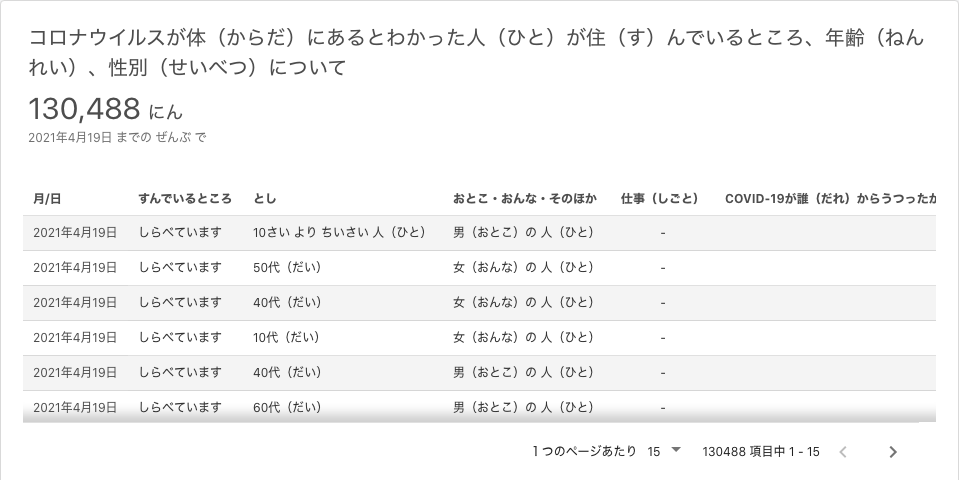 コロナウイルスが体（からだ）にあるとわかった人（ひと）が住（す）んでいるところ、年齢（ねん
れい）、性別（せいべつ）について
130,488 にん
2021年4月19日 までの ぜんぶ で
月/日 すんでいるところ とし おとこ・おんな・そのほか 仕事（しごと） COVID-19が誰（だれ）からうつったか
2021年4月19日 しらべています 10さい より ちいさい 人（ひと） 男（おとこ）の 人（ひと） -
2021年4月19日 しらべています 50代（だい） 女（おんな）の 人（ひと） -
2021年4月19日 しらべています 40代（だい） 女（おんな）の 人（ひと） -
2021年4月19日 しらべています 10代（だい） 女（おんな）の 人（ひと） -
2021年4月19日 しらべています 40代（だい） 男（おとこ）の 人（ひと） -
2021年4月19日 しらべています 60代（だい） 男（おとこ）の 人（ひと） -
1 つのページあたり 15 130488 項目中 1 - 15